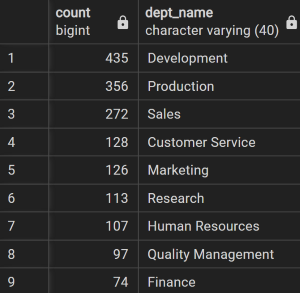 count dept_name
bigint character varying (40)
1 435 Development
2 356 Production
3 272 Sales
4 128 Customer Service
5 126 Marketing
6 113 Research
7 107 Human Resources
8 97 Quality Management
9 74 Finance